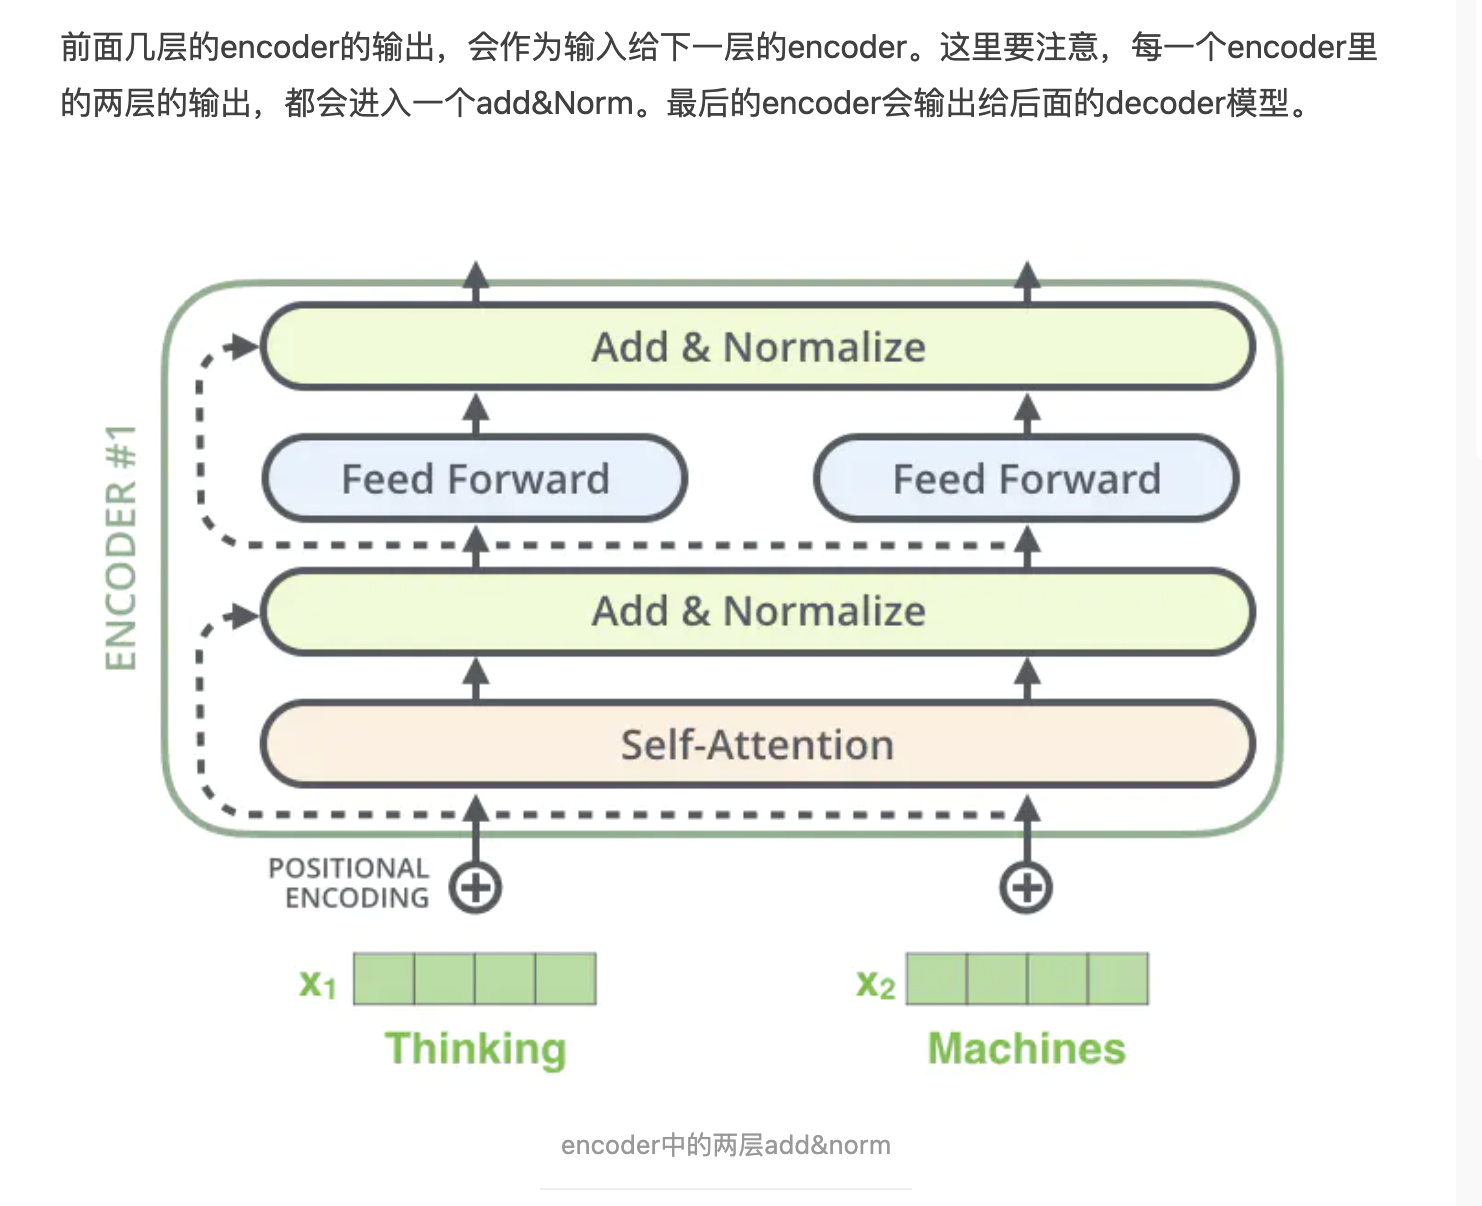 前面几层的encoder的输出，会作为输入给下一层的encoder。这里要注意，每一个encoder里
的两层的输出，都会进入一个add&Norm。最后的encoder会输出给后面的decoder模型。
ENCODER #1
Add & Normalize
Feed Forward Feed Forward
Add & Normalize
Self-Attention
POSITIONAL
ENCODING
x1 x2
Thinking Machines
encoder中的两层add&norm